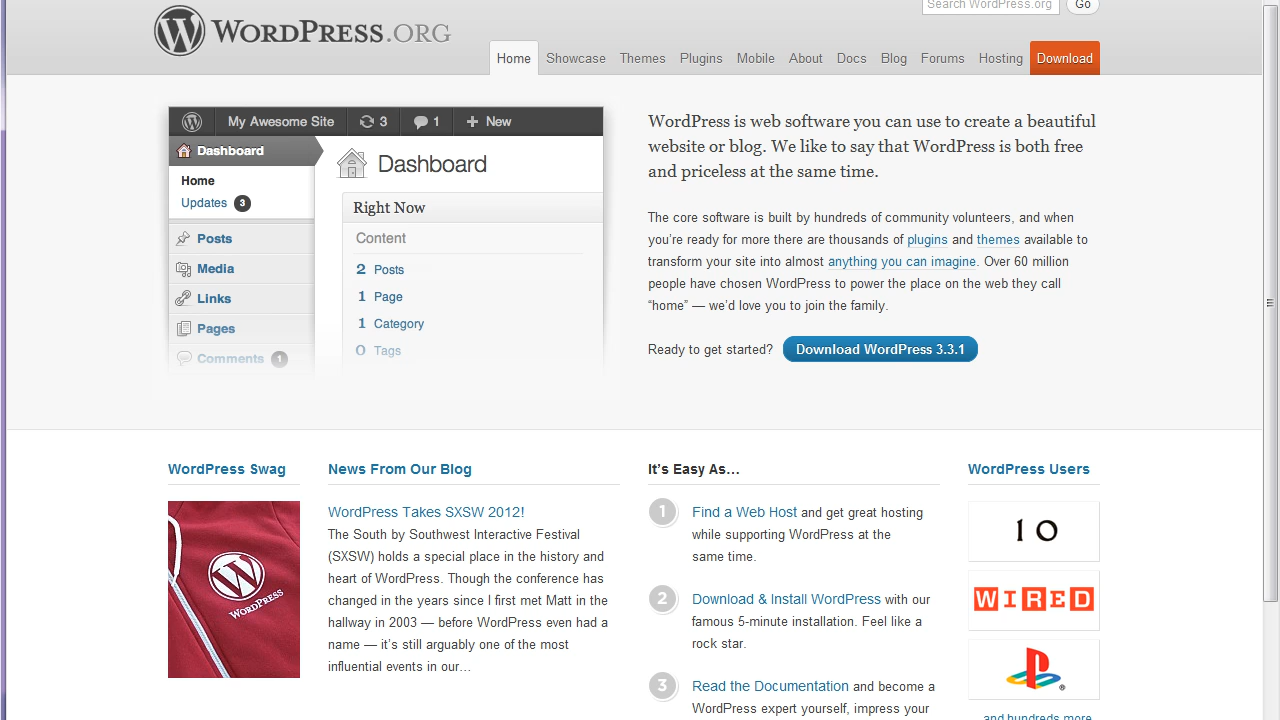 WORDPRESS.ORG
Search WordPress.org Go
Home Showcase Themes Plugins Mobile About Docs Blog Forums Hosting Download
My Awesome Site 3 1 New
Dashboard
Home
Updates 3
Posts
Media
Links
Pages
Comments 1
Dashboard
Right Now
Content
2 Posts
1 Page
1 Category
0 Tags
WordPress is web software you can use to create a beautiful
website or blog. We like to say that WordPress is both free
and priceless at the same time.
The core software is built by hundreds of community volunteers, and when
you’re ready for more there are thousands of plugins and themes available to
transform your site into almost anything you can imagine. Over 60 million
people have chosen WordPress to power the place on the web they call
“home” — we’d love you to join the family.
Ready to get started? Download WordPress 3.3.1
WordPress Swag
WORDPRESS
News From Our Blog
WordPress Takes SXSW 2012!
The South by Southwest Interactive Festival
(SXSW) holds a special place in the history and
heart of WordPress. Though the conference has
changed in the years since I first met Matt in the
hallway in 2003 — before WordPress even had a
name — it’s still arguably one of the most
influential events in our…
It’s Easy As…
1 Find a Web Host and get great hosting
while supporting WordPress at the
same time.
2 Download & Install WordPress with our
famous 5-minute installation. Feel like a
rock star.
3 Read the Documentation and become a
WordPress expert yourself, impress your
WordPress Users
10
WIRED
and hundreds more